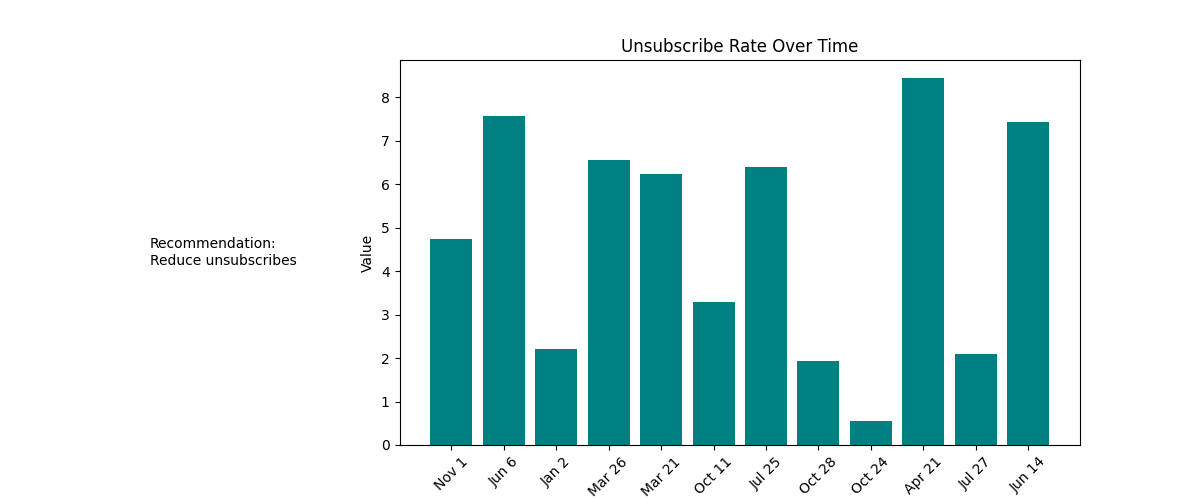 Unsubscribe Rate Over Time
Recommendation:
Reduce unsubscribes
Value
8
7
6
5
4
3
2
1
0
Nov 1
Jun 6
Jan 2
Mar 26
Mar 21
Oct 11
Jul 25
Oct 28
Oct 24
Apr 21
Jul 27
Jun 14